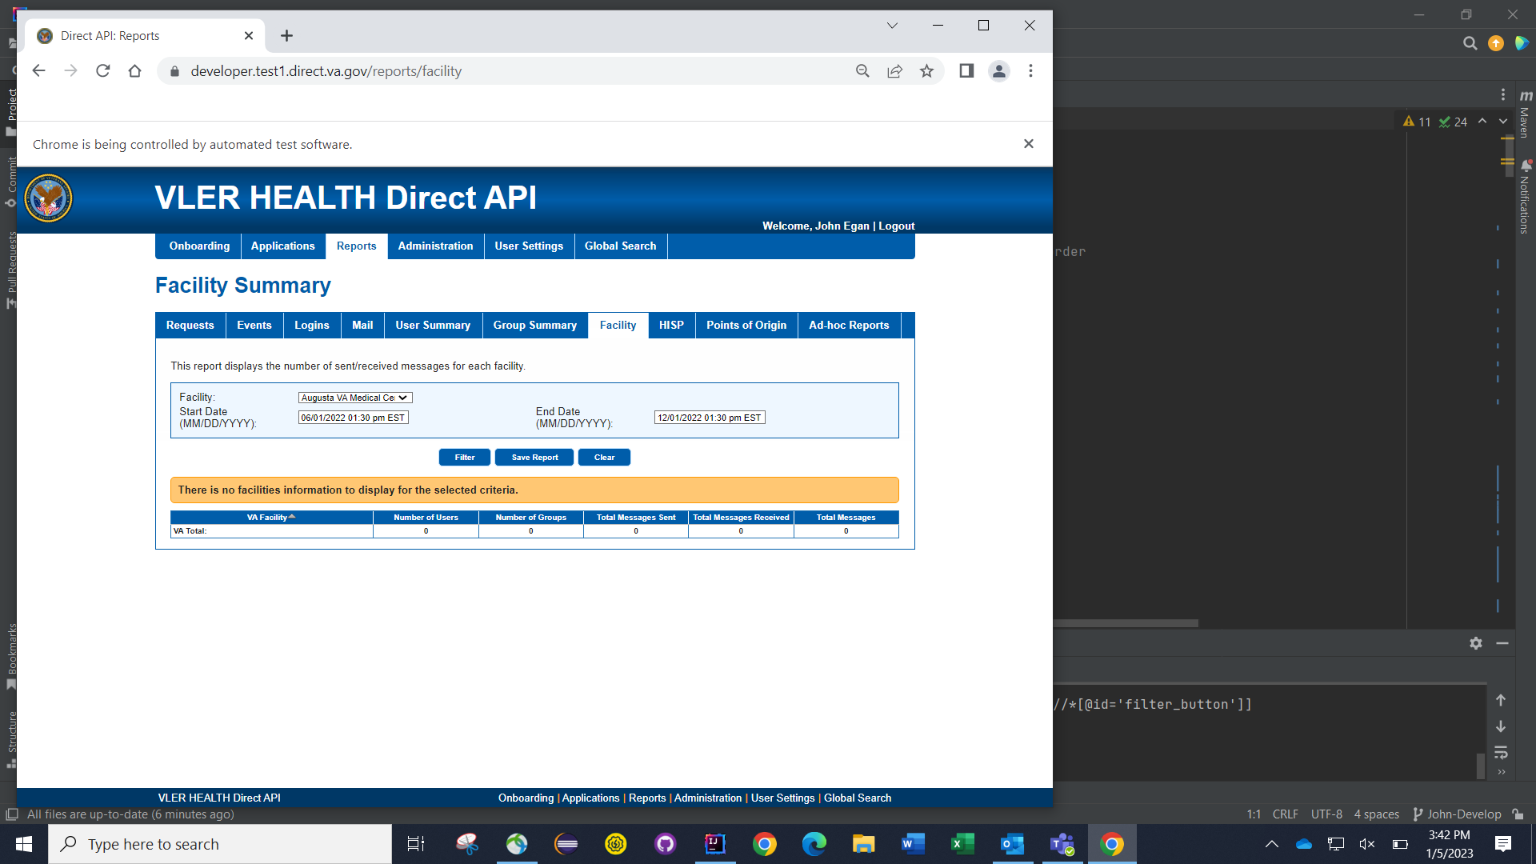 Direct API: Reports
developer.test1.direct.va.gov/reports/facility
Chrome is being controlled by automated test software.
VLER HEALTH Direct API
Welcome, John Egan | Logout
Onboarding Applications Reports Administration User Settings Global Search
Facility Summary
Requests Events Logins Mail User Summary Group Summary Facility HISP Points of Origin Ad-hoc Reports
This report displays the number of sent/received messages for each facility.
Facility: Augusta VA Medical Ce
Start Date (MM/DD/YYYY): 06/01/2022 01:30 pm EST End Date (MM/DD/YYYY): 12/01/2022 01:30 pm EST
Filter Save Report Clear
There is no facilities information to display for the selected criteria.
VA Facility Number of Users Number of Groups Total Messages Sent Total Messages Received Total Messages
VA Total: 0 0 0 0 0
VLER HEALTH Direct API Onboarding | Applications | Reports | Administration | User Settings | Global Search
Project
Commit
Pull Requests
Bookmarks
Structure
11 24
m
Maven
Notifications
rder
//*[@id='filter_button']]
All files are up-to-date (6 minutes ago) 1:1 CRLF UTF-8 4 spaces John-Develop
Type here to search
3:42 PM
1/5/2023